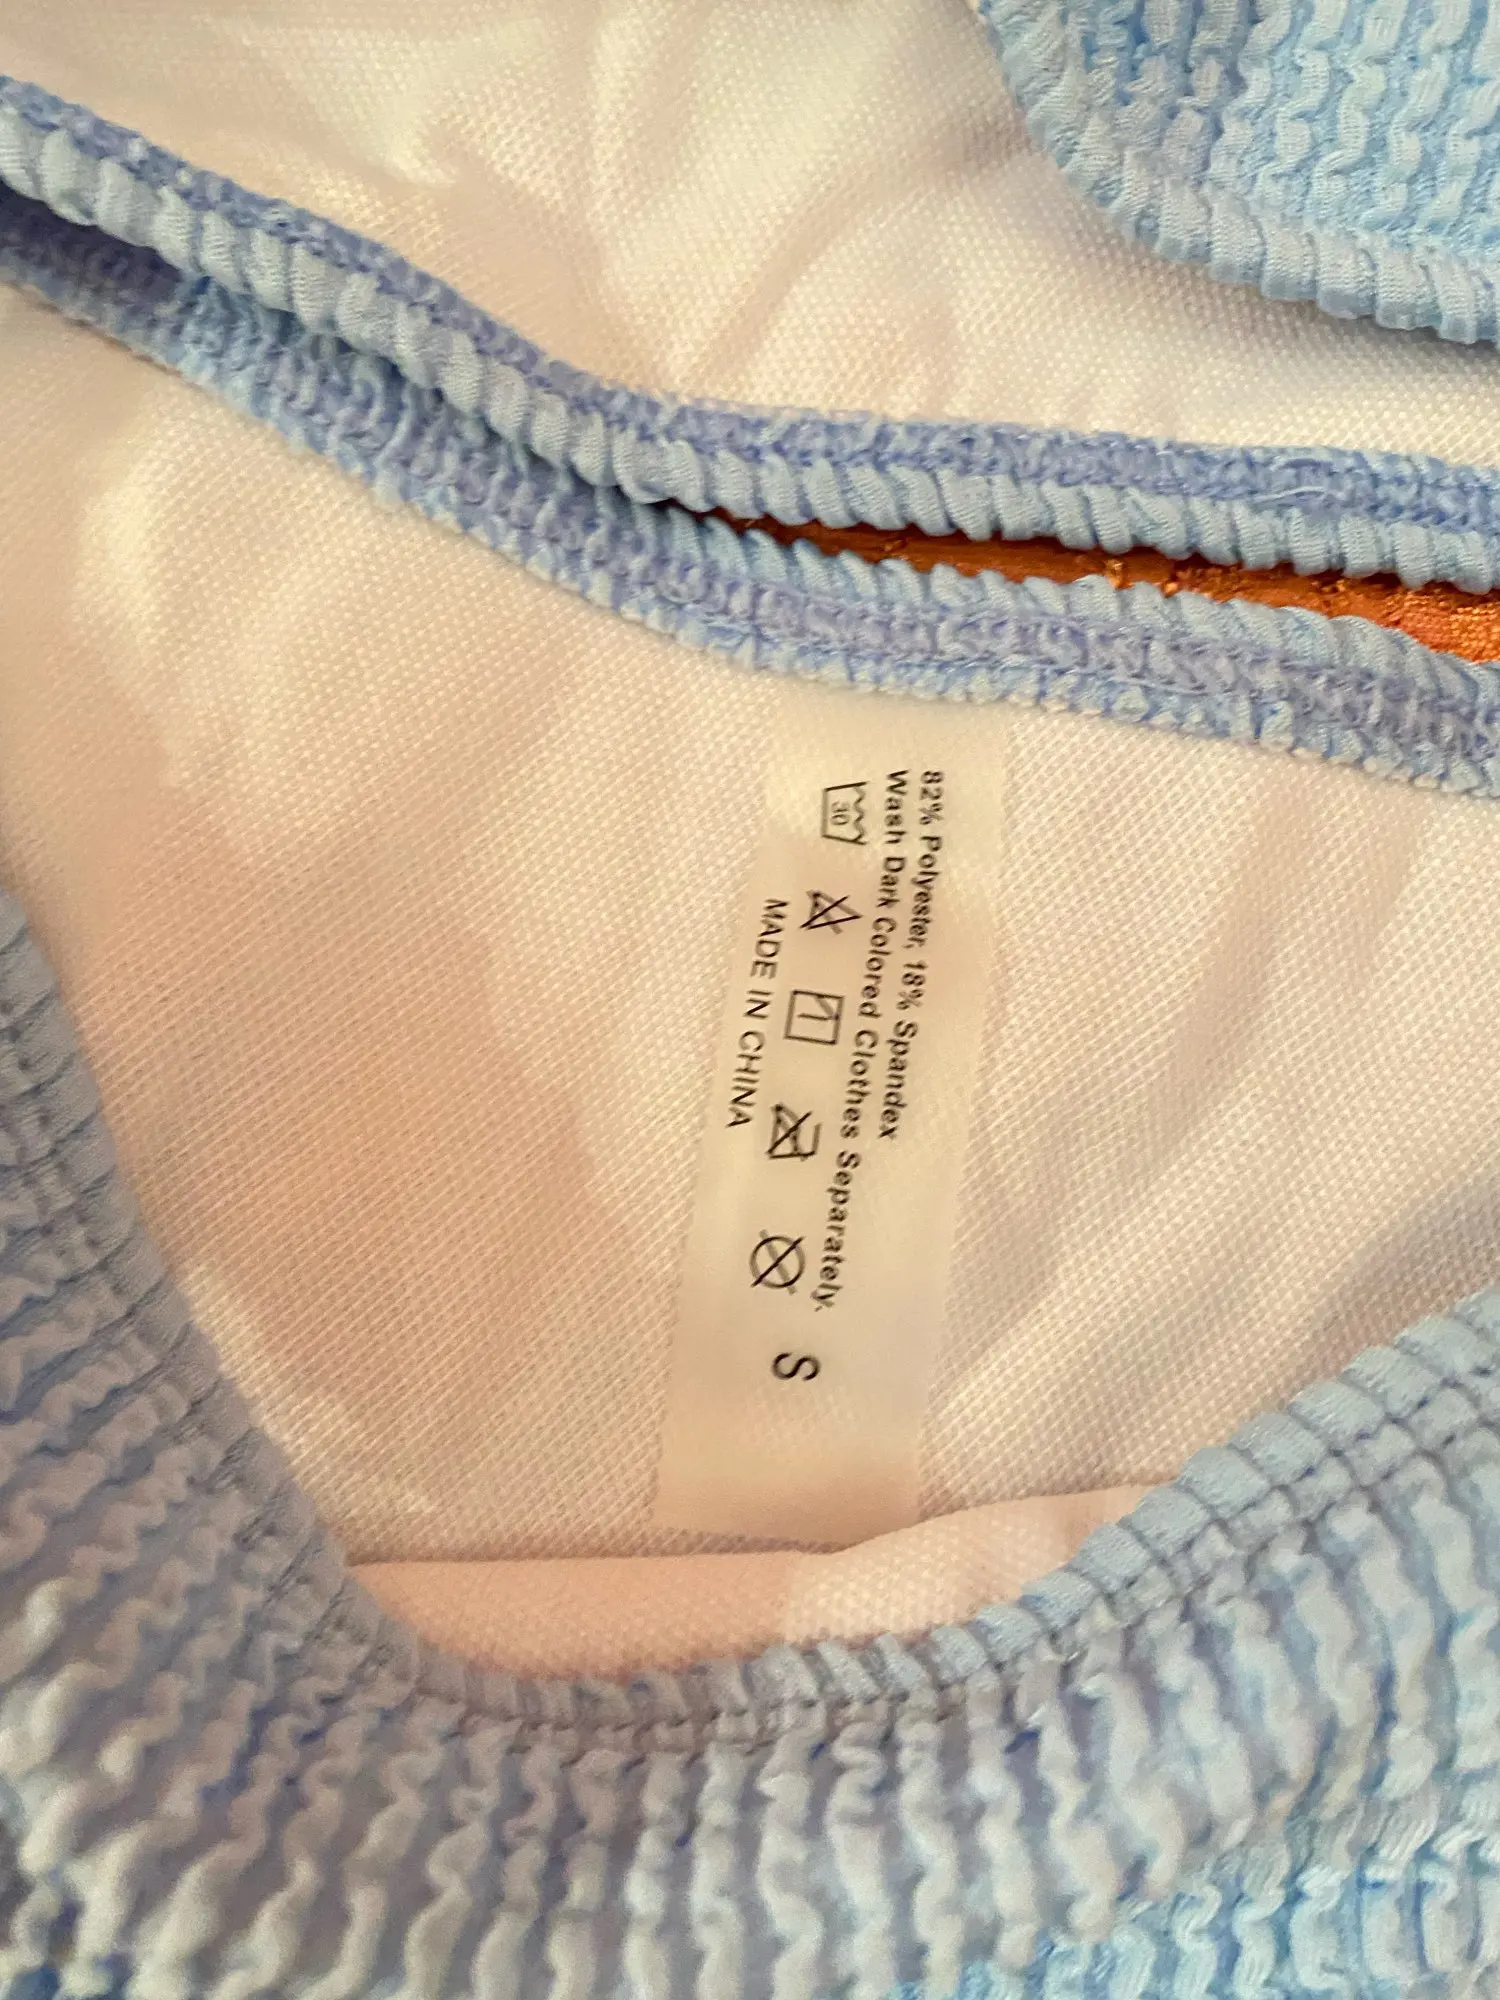 82% Polyester, 18% Spandex
Wash Dark Colored Clothes Separately.
30
S
MADE IN CHINA